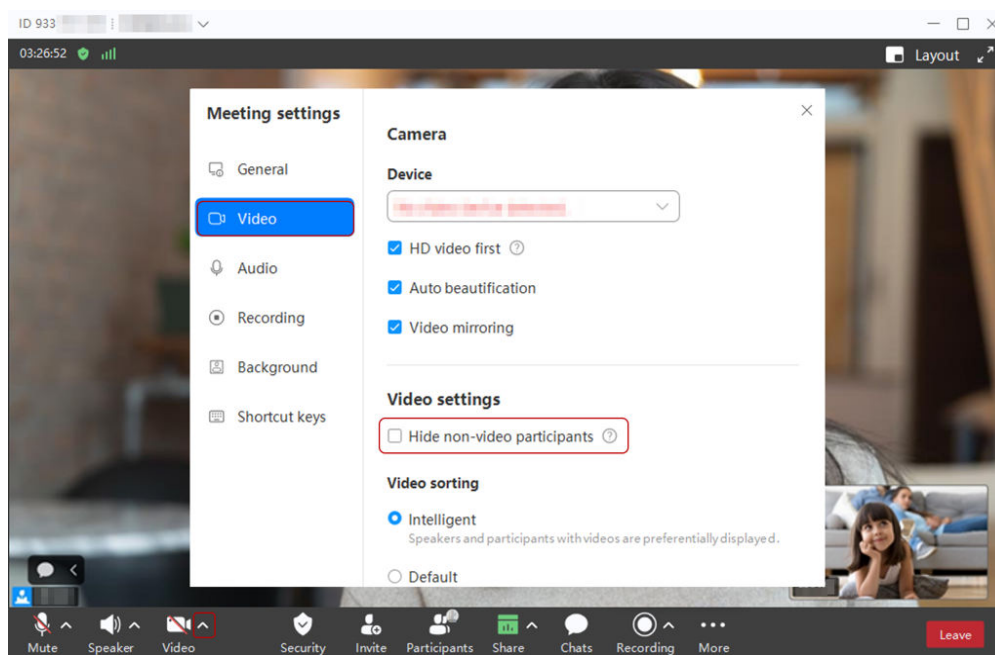 ID 933
03:26:52
Layout
Meeting settings
General
Video
Audio
Recording
Background
Shortcut keys
Camera
Device
HD video first
Auto beautification
Video mirroring
Video settings
Hide non-video participants
Video sorting
Intelligent
Speakers and participants with videos are preferentially displayed.
Default
Mute Speaker Video Security Invite Participants Share Chats Recording More Leave